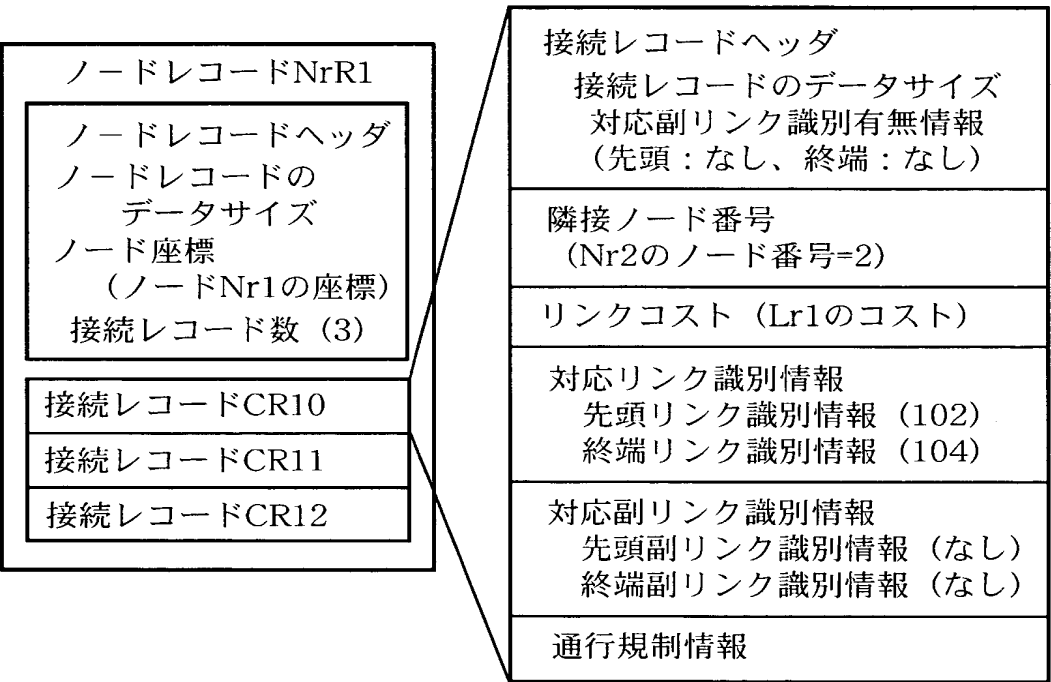 ノードレコードNrR1
ノードレコードヘッダ
ノードレコードの
データサイズ
ノード座標
(ノードNr1の座標)
接続レコード数 (3)
接続レコードCR10
接続レコードCR11
接続レコードCR12
接続レコードヘッダ
接続レコードのデータサイズ
対応副リンク識別有無情報
(先頭:なし、終端:なし)
隣接ノード番号
(Nr2のノード番号=2)
リンクコスト (Lr1のコスト)
対応リンク識別情報
先頭リンク識別情報 (102)
終端リンク識別情報 (104)
対応副リンク識別情報
先頭副リンク識別情報 (なし)
終端副リンク識別情報 (なし)
通行規制情報